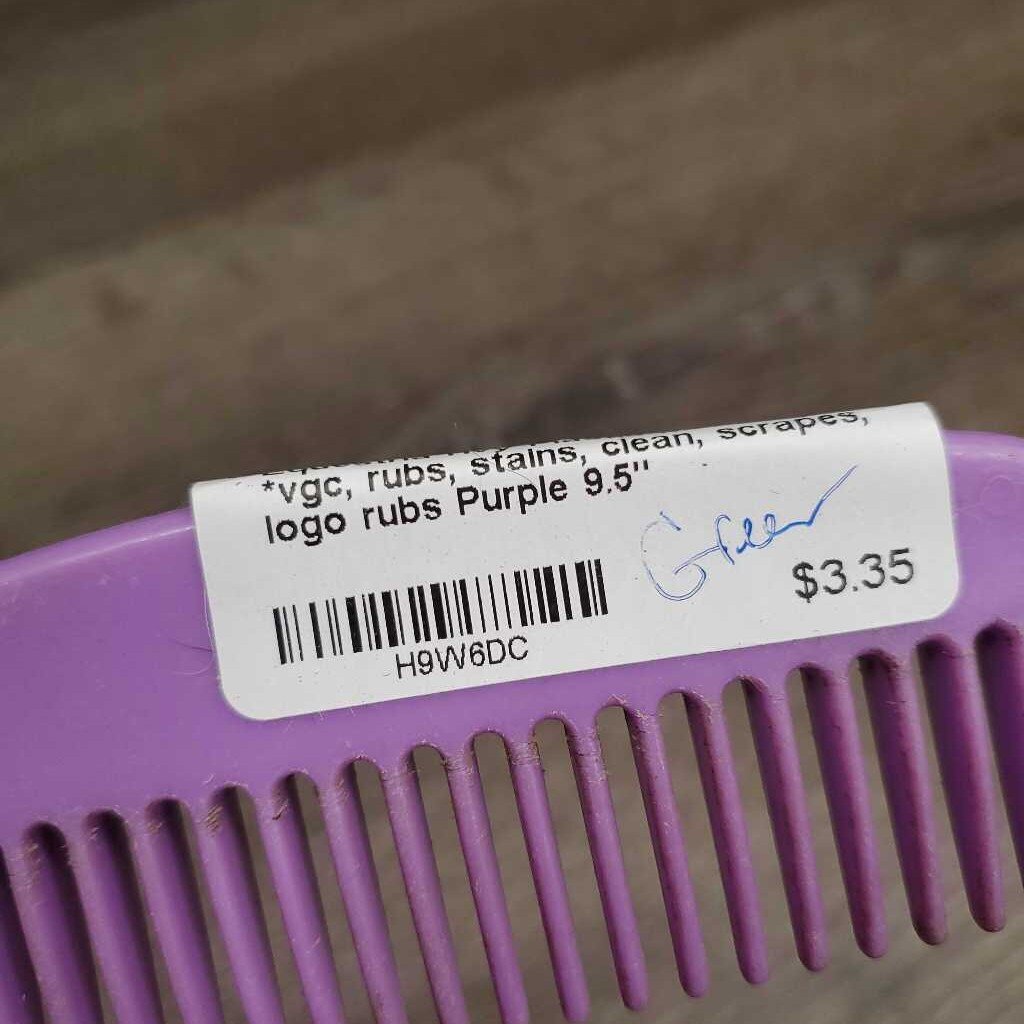 *vgc, rubs, stains, clean, scrapes,
logo rubs Purple 9.5"
$3.35
H9W6DC